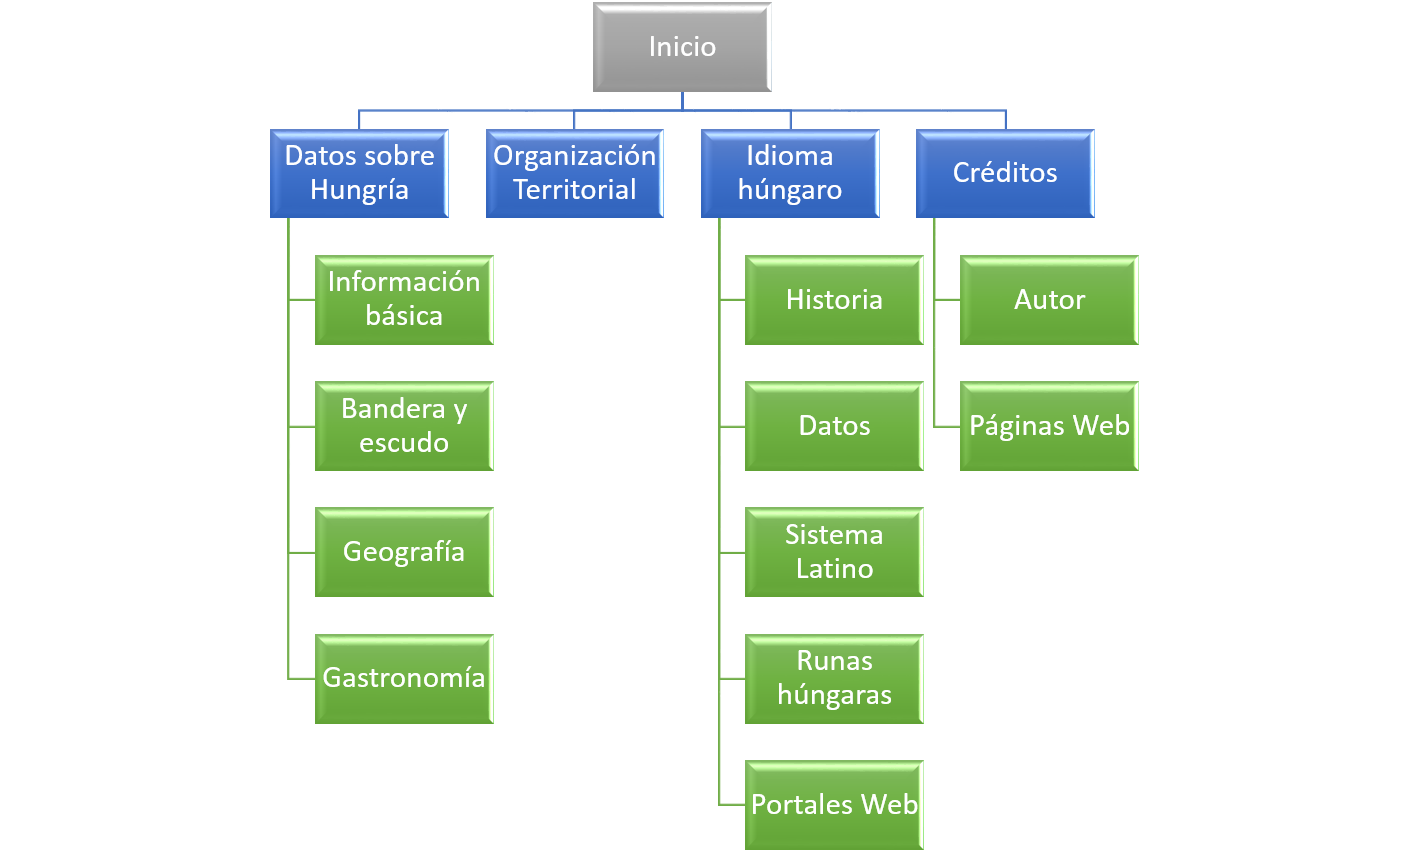 Inicio
Datos sobre
Hungría
Organización
Territorial
Idioma
húngaro
Créditos
Información
básica
Bandera y
escudo
Geografía
Gastronomía
Historia
Datos
Sistema
Latino
Runas
húngaras
Portales Web
Autor
Páginas Web